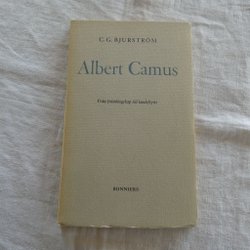 C. G. BJURSTRÖM
Albert Camus
BONNIERS